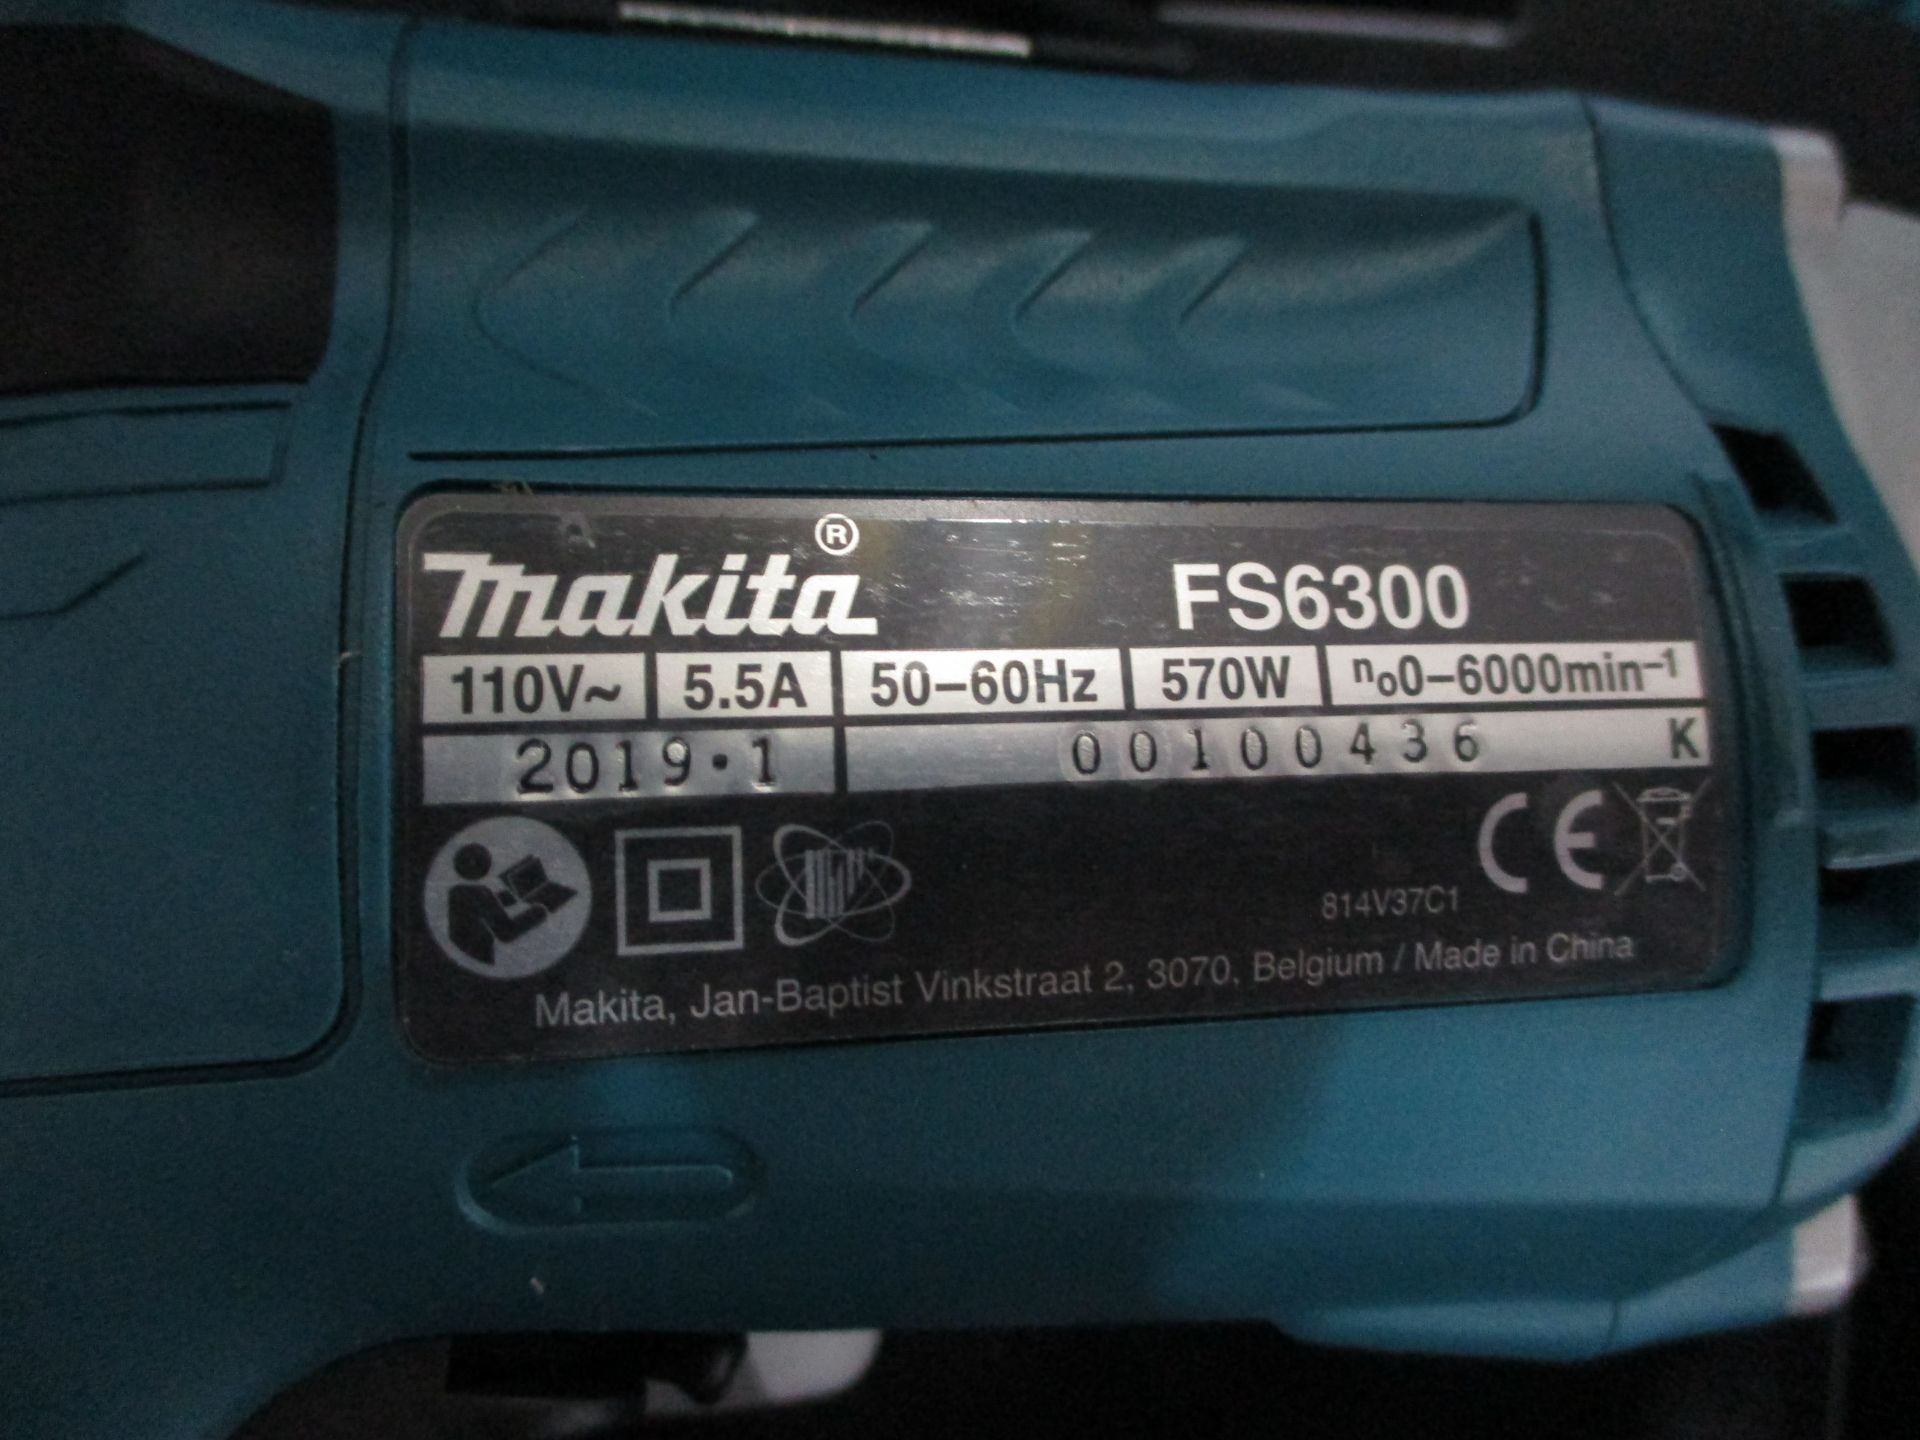 makita® FS6300
110V~ 5.5A 50–60Hz 570W n₀0–6000min⁻¹
2019・1 00100436 K
CE
814V37C1
Makita, Jan-Baptist Vinkstraat 2, 3070, Belgium / Made in China